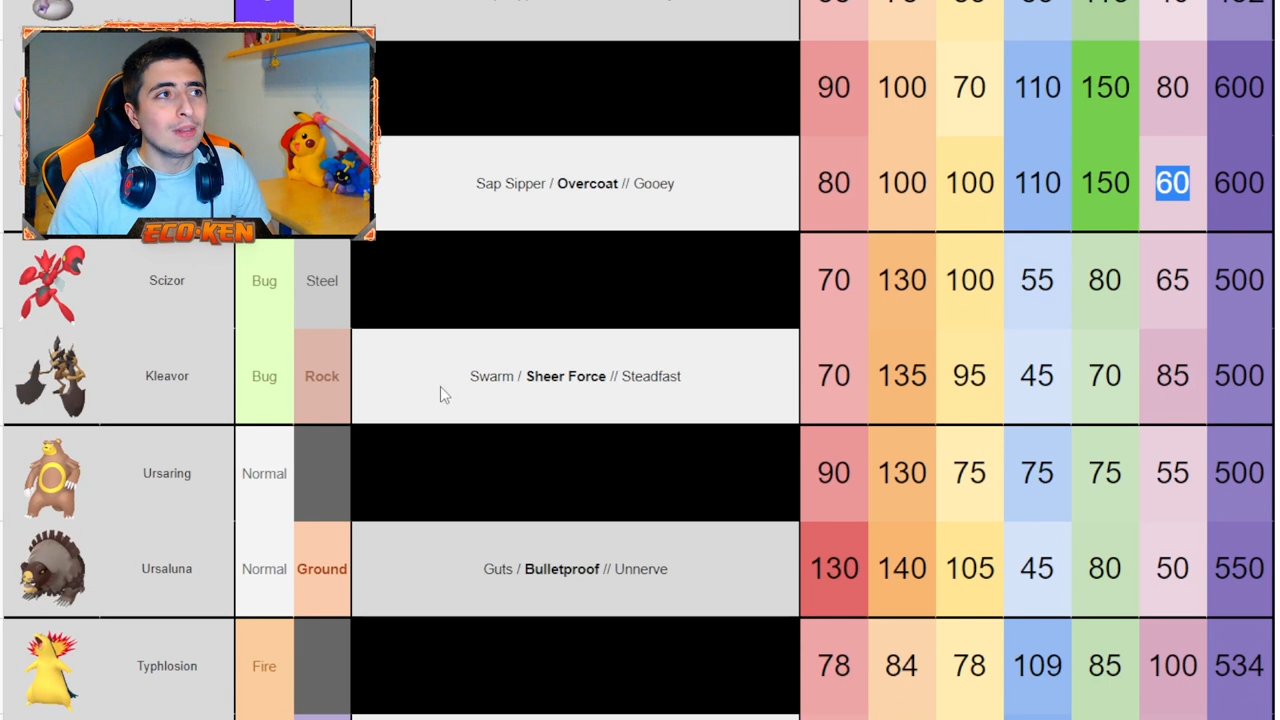 90 100 70 110 150 80 600
Sap Sipper / Overcoat // Gooey 80 100 100 110 150 60 600
ECO-KEN
Scizor Bug Steel 70 130 100 55 80 65 500
Kleavor Bug Rock Swarm / Sheer Force // Steadfast 70 135 95 45 70 85 500
Ursaring Normal 90 130 75 75 75 55 500
Ursaluna Normal Ground Guts / Bulletproof // Unnerve 130 140 105 45 80 50 550
Typhlosion Fire 78 84 78 109 85 100 534